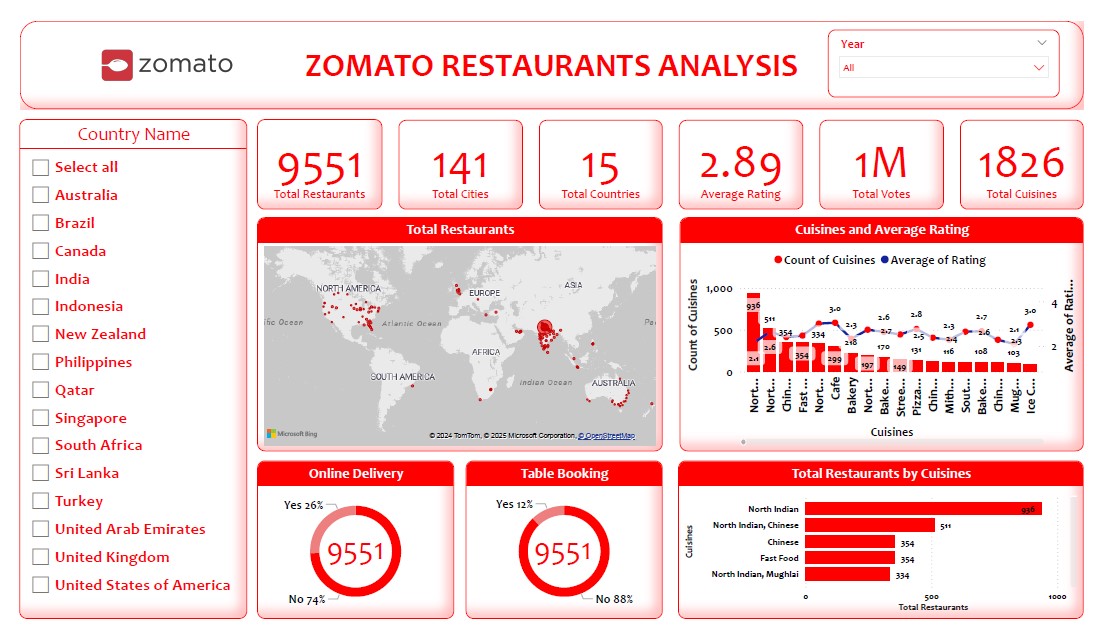 zomato
ZOMATO RESTAURANTS ANALYSIS
Year
All
Country Name
Select all
Australia
Brazil
Canada
India
Indonesia
New Zealand
Philippines
Qatar
Singapore
South Africa
Sri Lanka
Turkey
United Arab Emirates
United Kingdom
United States of America
9551
Total Restaurants
141
Total Cities
15
Total Countries
2.89
Average Rating
1M
Total Votes
1826
Total Cuisines
Total Restaurants
NORTH AMERICA
EUROPE
ASIA
ific Ocean
Atlantic Ocean
Pa
AFRICA
SOUTH AMERICA
Indian Ocean
AUSTRALIA
Microsoft Bing
© 2024 TomTom, © 2025 Microsoft Corporation, © OpenStreetMap
Cuisines and Average Rating
Count of Cuisines Average of Rating
Count of Cuisines
1,000
500
0
936
511
354
354
334
299
218
197
170
149
131
116
108
103
2.1
2.6
3.0
2.3
2.6
2.7
2.8
2.5
2.3
2.4
2.7
2.6
2.1
2.3
3.0
4
2
Average of Rati...
Nort...
Nort...
Chin...
Fast ...
Nort...
Cafe
Bakery
Nort...
Bake...
Stree...
Pizza...
Chin...
Mith...
Sout...
Bake...
Chin...
Mug...
Ice C...
Cuisines
Online Delivery
Yes 26%
9551
No 74%
Table Booking
Yes 12%
9551
No 88%
Total Restaurants by Cuisines
Cuisines
North Indian 936
North Indian, Chinese 511
Chinese 354
Fast Food 354
North Indian, Mughlai 334
0 500 1000
Total Restaurants